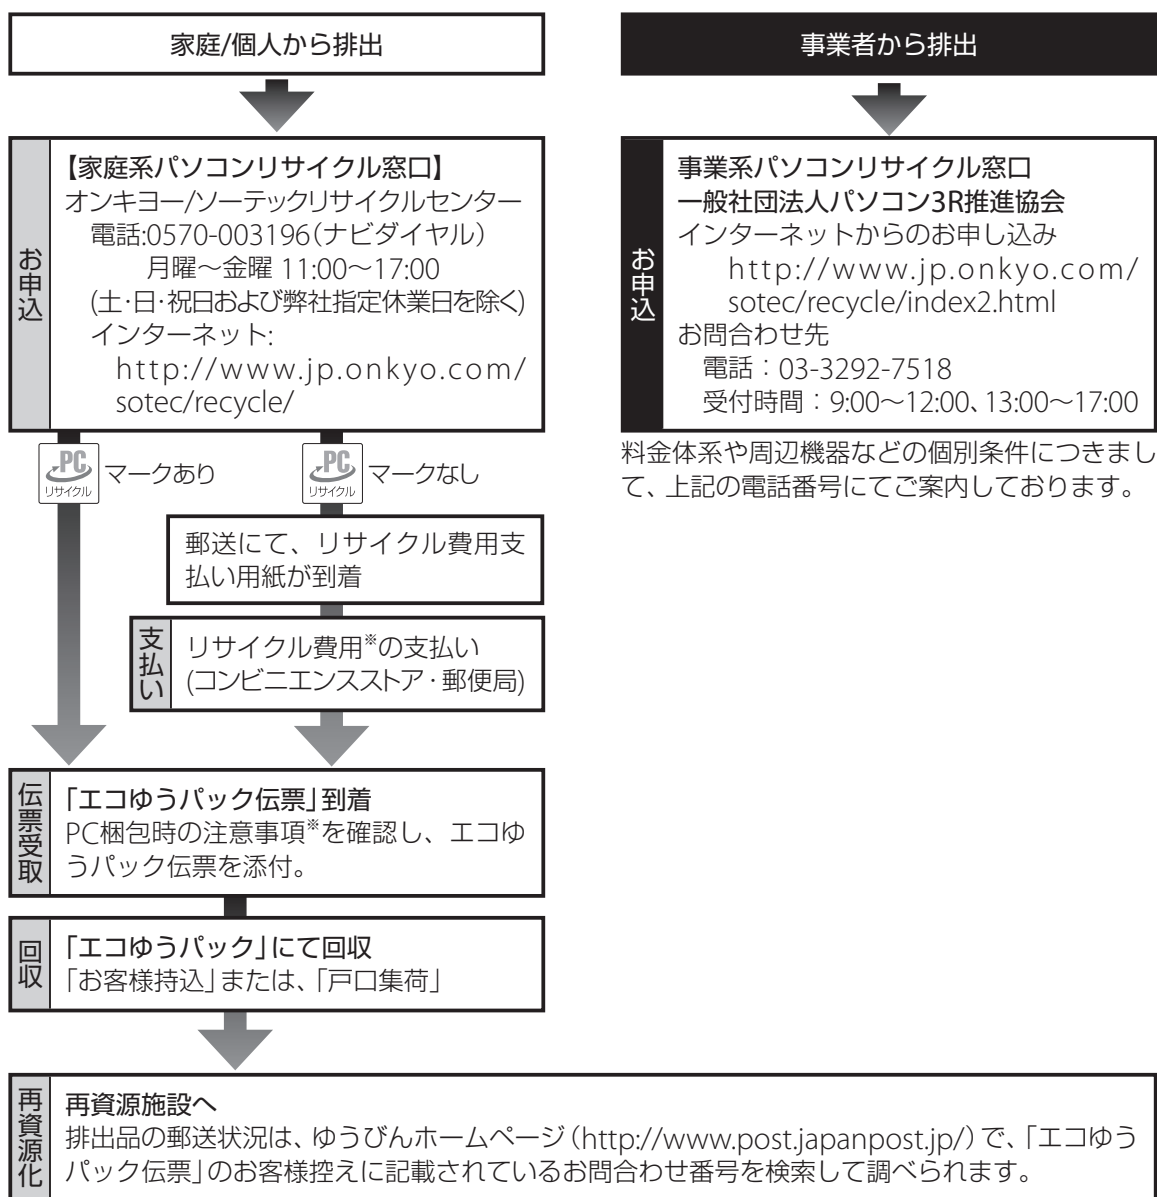 家庭/個人から排出
お申込
【家庭系パソコンリサイクル窓口】
オンキヨー/ソーテックリサイクルセンター
電話:0570-003196（ナビダイヤル）
月曜～金曜 11:00～17:00
(土・日・祝日および弊社指定休業日を除く)
インターネット:
http://www.jp.onkyo.com/
sotec/recycle/
PC
リサイクル
マークあり
PC
リサイクル
マークなし
郵送にて、リサイクル費用支
払い用紙が到着
支払い
リサイクル費用※の支払い
(コンビニエンスストア・郵便局)
伝票受取
「エコゆうパック伝票」到着
PC梱包時の注意事項※を確認し、エコゆ
うパック伝票を添付。
回収
「エコゆうパック」にて回収
「お客様持込」または、「戸口集荷」
事業者から排出
お申込
事業系パソコンリサイクル窓口
一般社団法人パソコン3R推進協会
インターネットからのお申し込み
http://www.jp.onkyo.com/
sotec/recycle/index2.html
お問合わせ先
電話：03-3292-7518
受付時間：9:00～12:00、13:00～17:00
料金体系や周辺機器などの個別条件につきまし
て、上記の電話番号にてご案内しております。
再資源化
再資源施設へ
排出品の郵送状況は、ゆうびんホームページ（http://www.post.japanpost.jp/）で、「エコゆう
パック伝票」のお客様控えに記載されているお問合わせ番号を検索して調べられます。